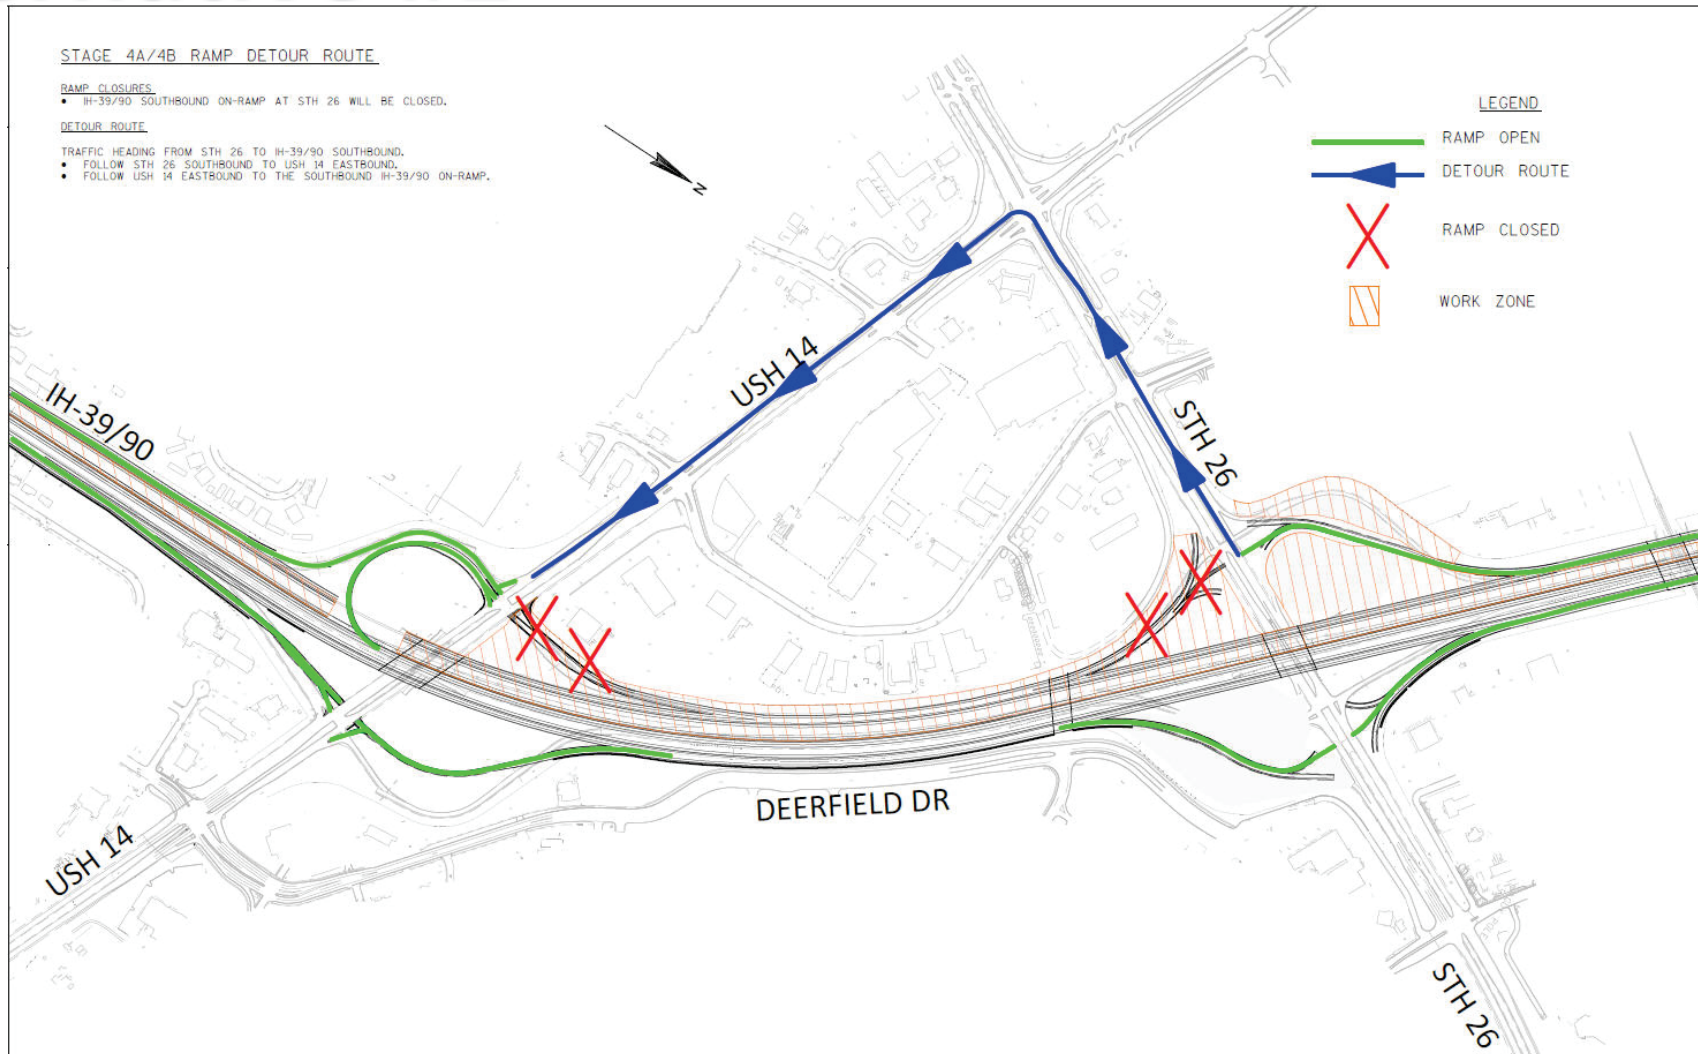 STAGE 4A/4B RAMP DETOUR ROUTE
RAMP CLOSURES
• IH-39/90 SOUTHBOUND ON-RAMP AT STH 26 WILL BE CLOSED.
DETOUR ROUTE
TRAFFIC HEADING FROM STH 26 TO IH-39/90 SOUTHBOUND.
• FOLLOW STH 26 SOUTHBOUND TO USH 14 EASTBOUND.
• FOLLOW USH 14 EASTBOUND TO THE SOUTHBOUND IH-39/90 ON-RAMP.
N
LEGEND
RAMP OPEN
DETOUR ROUTE
RAMP CLOSED
WORK ZONE
IH-39/90
USH 14
STH 26
DEERFIELD DR
USH 14
STH 26